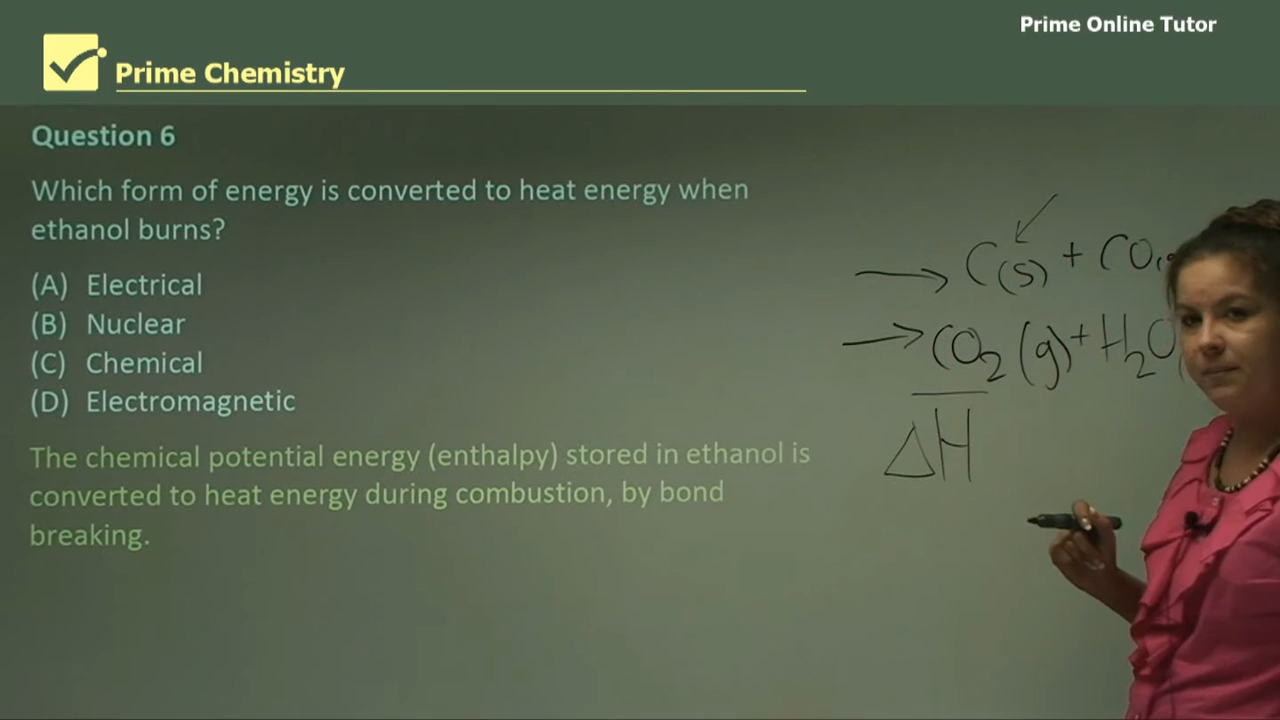 Prime Online Tutor
Prime Chemistry
Question 6
Which form of energy is converted to heat energy when
ethanol burns?
(A) Electrical
(B) Nuclear
(C) Chemical
(D) Electromagnetic
The chemical potential energy (enthalpy) stored in ethanol is
converted to heat energy during combustion, by bond
breaking.
→ C(s) + CO
→ CO₂(g) + H₂O
ΔH